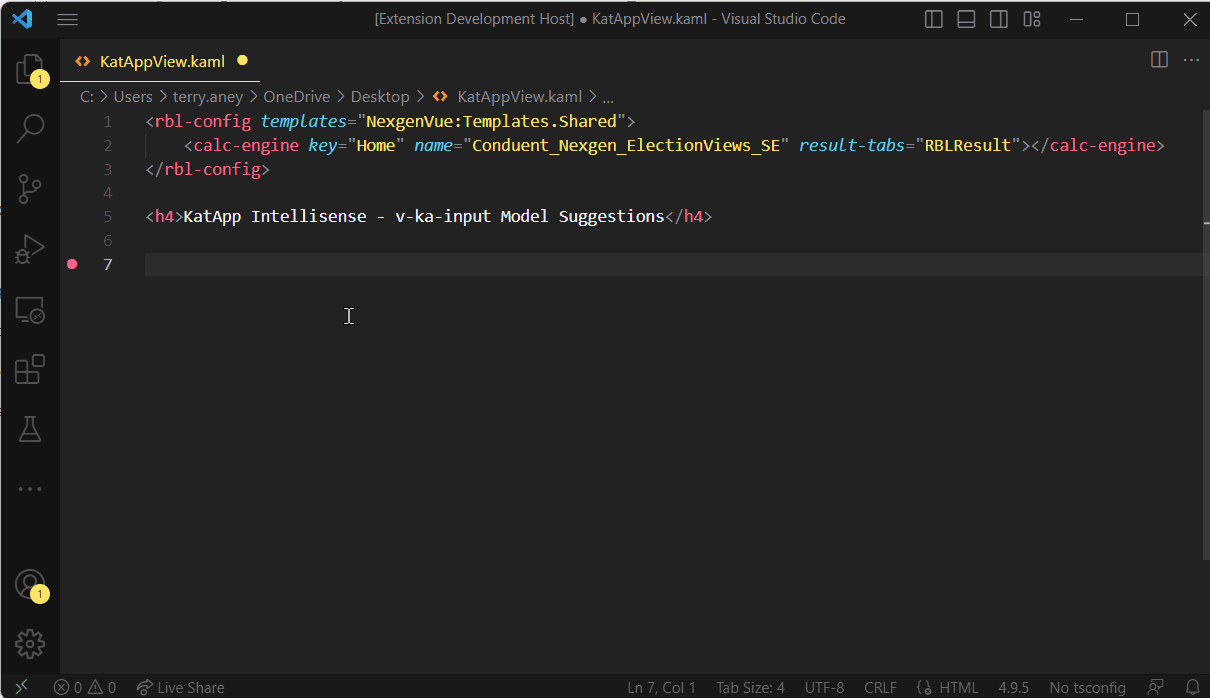 [Extension Development Host] ● KatAppView.kaml - Visual Studio Code
KatAppView.kaml
C: > Users > terry.aney > OneDrive > Desktop > KatAppView.kaml > ...
1 <rbl-config templates="NexgenVue:Templates.Shared">
2 <calc-engine key="Home" name="Conduent_Nexgen_ElectionViews_SE" result-tabs="RBLResult"></calc-engine>
3 </rbl-config>
4
5 <h4>KatApp Intellisense - v-ka-input Model Suggestions</h4>
6
7
1
1
0 0 Live Share Ln 7, Col 1 Tab Size: 4 UTF-8 CRLF HTML 4.9.5 No tsconfig